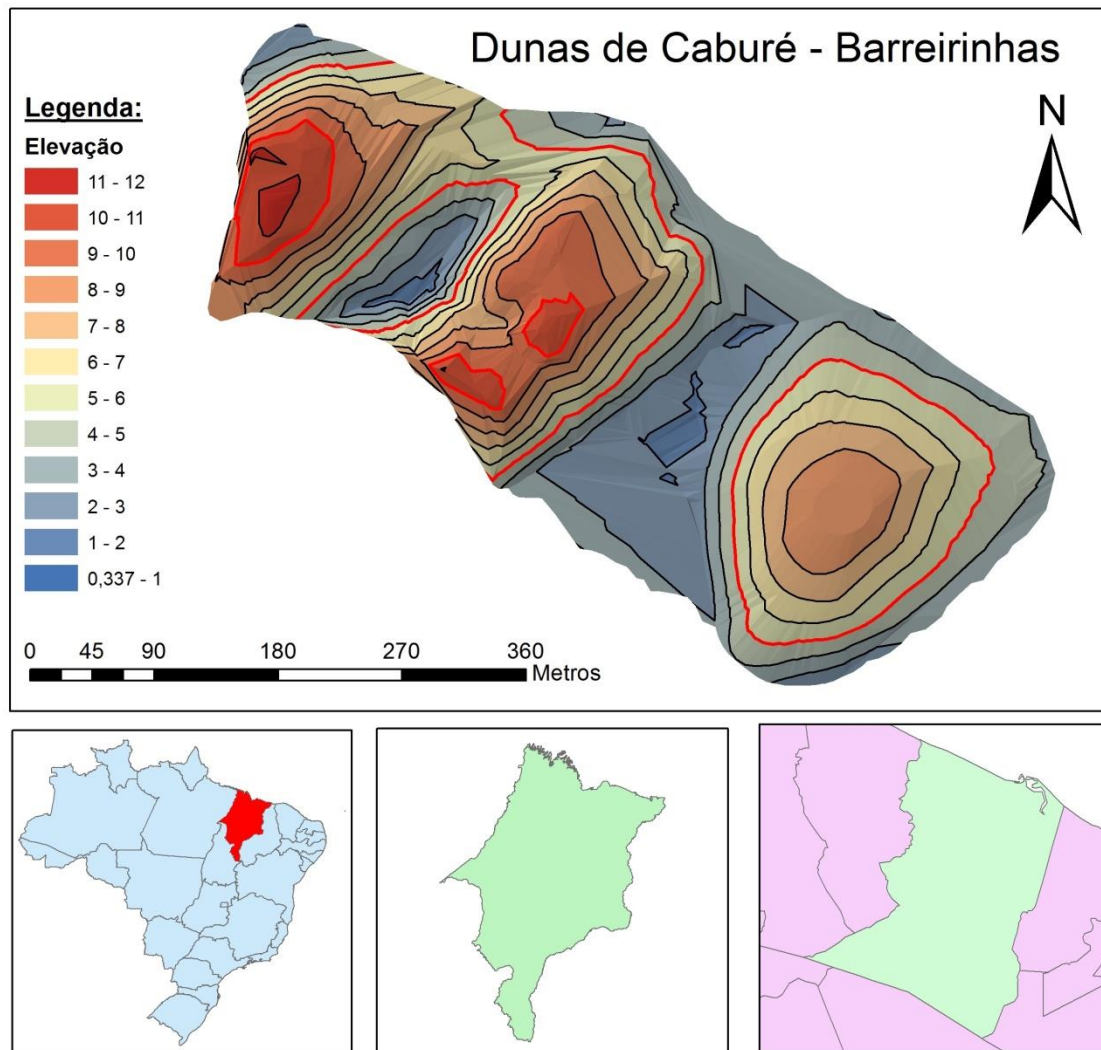 Dunas de Caburé - Barreirinhas
N
Legenda:
Elevação
11 - 12
10 - 11
9 - 10
8 - 9
7 - 8
6 - 7
5 - 6
4 - 5
3 - 4
2 - 3
1 - 2
0,337 - 1
0 45 90 180 270 360
Metros